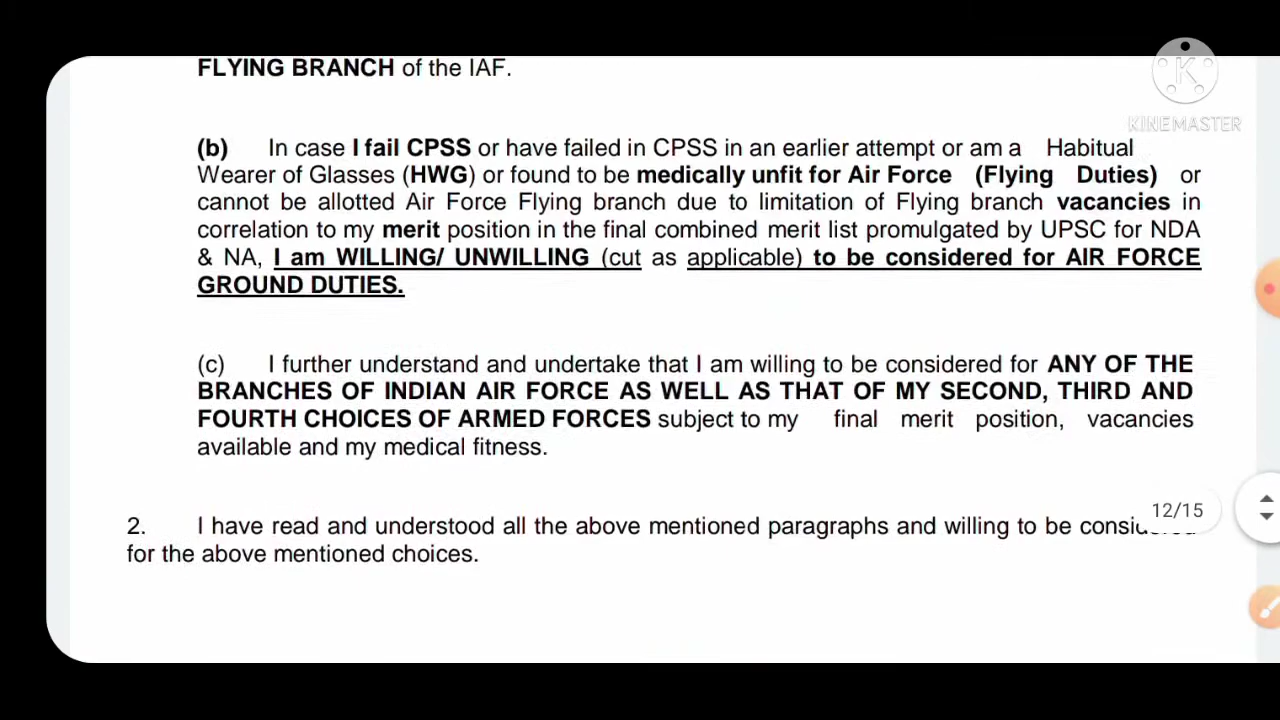 FLYING BRANCH of the IAF.
K
KINEMASTER
(b) In case I fail CPSS or have failed in CPSS in an earlier attempt or am a Habitual
Wearer of Glasses (HWG) or found to be medically unfit for Air Force (Flying Duties) or
cannot be allotted Air Force Flying branch due to limitation of Flying branch vacancies in
correlation to my merit position in the final combined merit list promulgated by UPSC for NDA
& NA, I am WILLING/ UNWILLING (cut as applicable) to be considered for AIR FORCE
GROUND DUTIES.
(c) I further understand and undertake that I am willing to be considered for ANY OF THE
BRANCHES OF INDIAN AIR FORCE AS WELL AS THAT OF MY SECOND, THIRD AND
FOURTH CHOICES OF ARMED FORCES subject to my final merit position, vacancies
available and my medical fitness.
12/15
2. I have read and understood all the above mentioned paragraphs and willing to be
for the above mentioned choices.